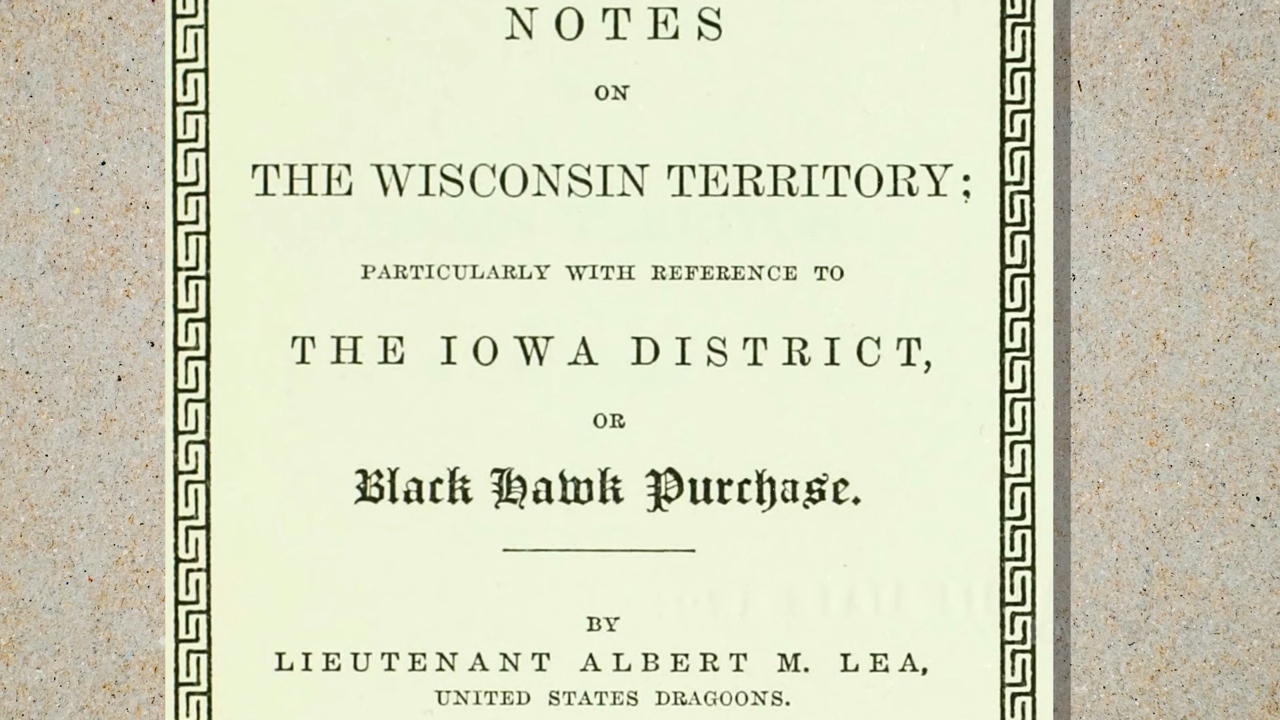 NOTES
ON
THE WISCONSIN TERRITORY;
PARTICULARLY WITH REFERENCE TO
THE IOWA DISTRICT,
OR
Black Hawk Purchase.
BY
LIEUTENANT ALBERT M. LEA,
UNITED STATES DRAGOONS.